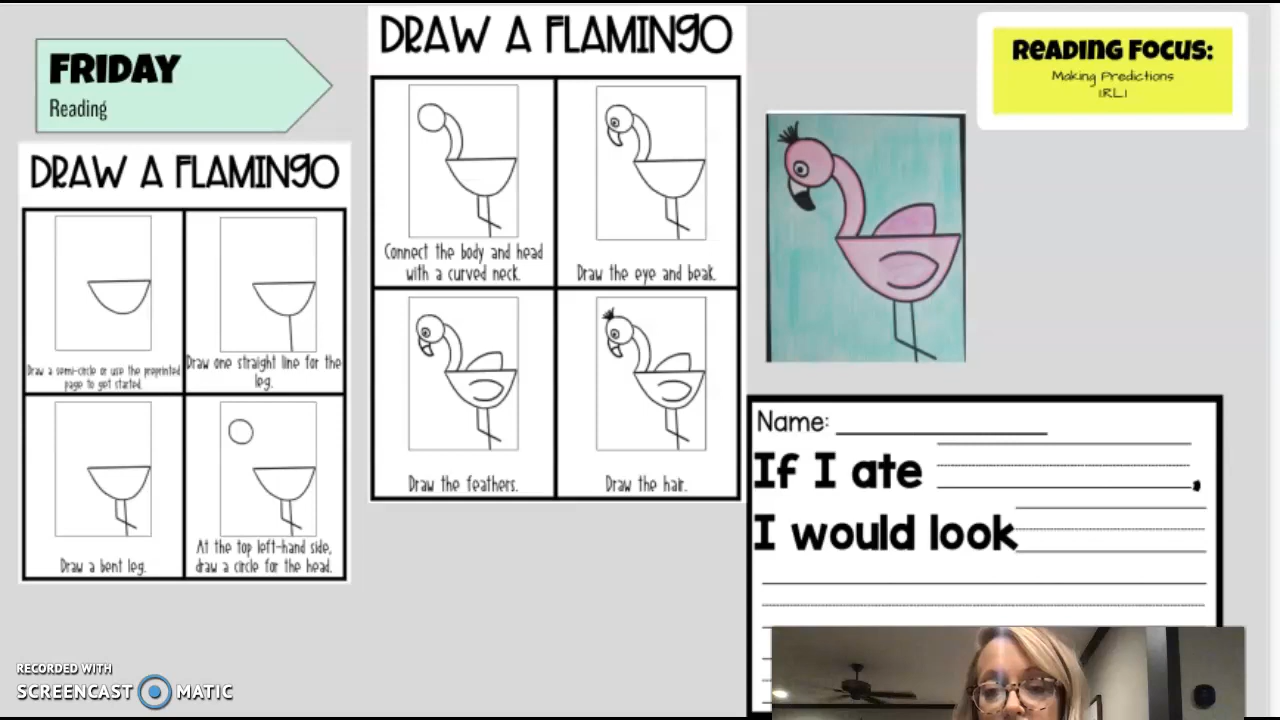 FRIDAY
Reading
DRAW A FLAMINGO
Draw a semi-circle or use the preprinted
page to get started.
Draw one straight line for the
leg.
Draw a bent leg.
At the top left-hand side,
draw a circle for the head.
DRAW A FLAMINGO
Connect the body and head
with a curved neck.
Draw the eye and beak.
Draw the feathers.
Draw the hair.
READING FOCUS:
Making Predictions
1.RL.1
Name:
If I ate ,
I would look
RECORDED WITH
SCREENCAST MATIC